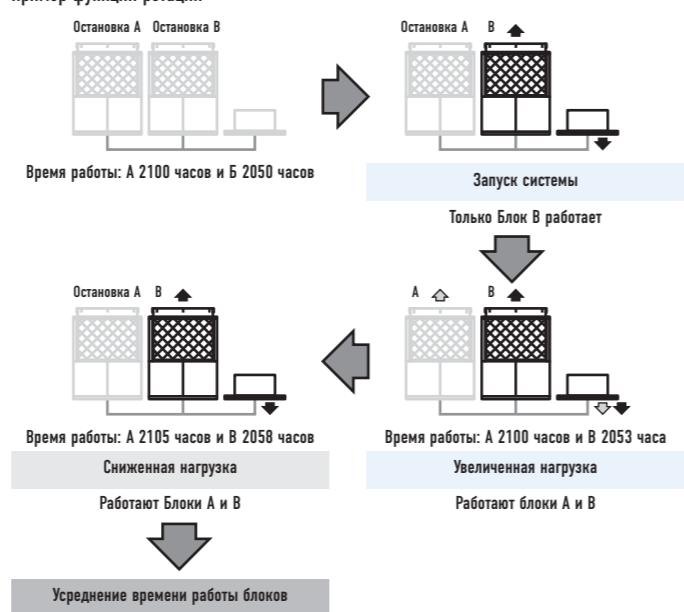 Пример функции ротации
Остановка А Остановка В
Время работы: А 2100 часов и Б 2050 часов
Остановка А В
Запуск системы
Только Блок В работает
А В
Время работы: А 2100 часов и В 2053 часа
Увеличенная нагрузка
Работают блоки А и В
Остановка А В
Время работы: А 2105 часов и В 2058 часов
Сниженная нагрузка
Работают Блоки А и В
Усреднение времени работы блоков